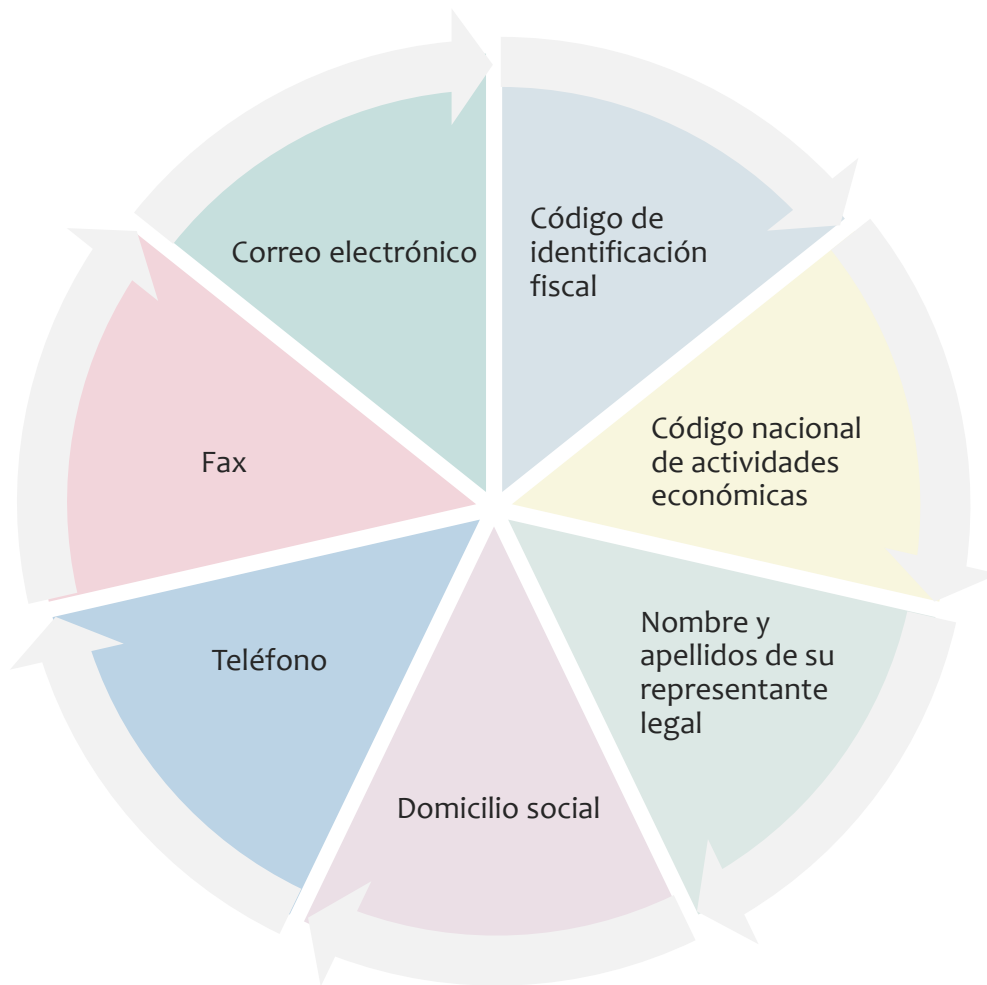 Código de
identificación
fiscal
Código nacional
de actividades
económicas
Nombre y
apellidos de su
representante
legal
Domicilio social
Teléfono
Fax
Correo electrónico